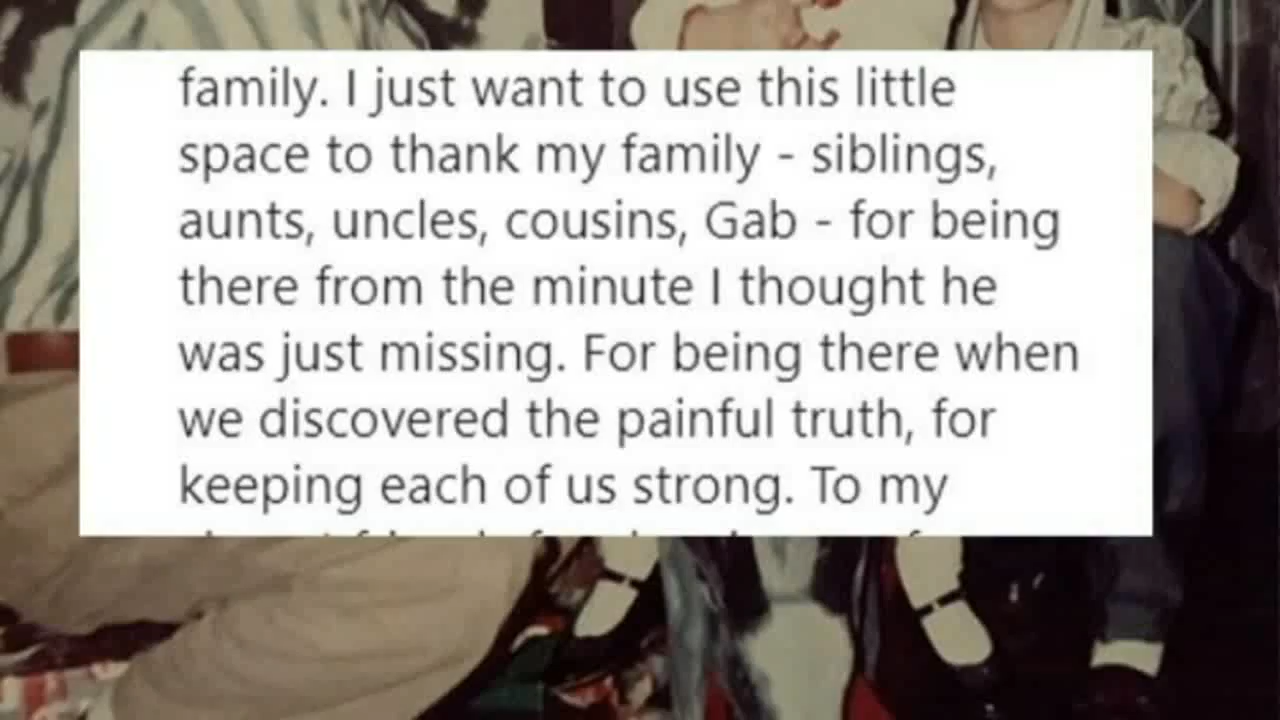 family. I just want to use this little
space to thank my family - siblings,
aunts, uncles, cousins, Gab - for being
there from the minute I thought he
was just missing. For being there when
we discovered the painful truth, for
keeping each of us strong. To my